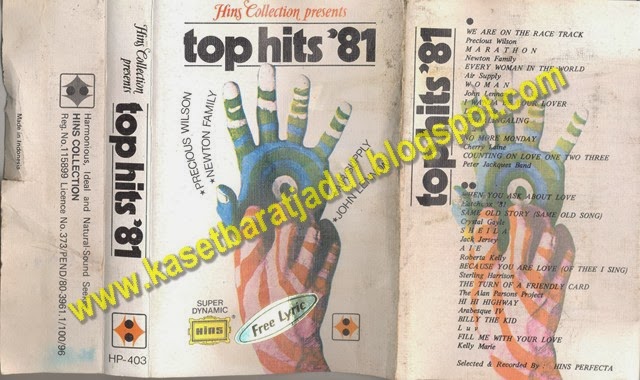 Made in Indonesia
Harmonious, Ideal and Natural-Sound
HINS COLLECTION
Reg. No. 115899 Licence No. 373/PEND/80-3961.1/100/96
Hins Collection
presents
top hits '81
HP-403
Hins Collection presents
top hits '81
*PRECIOUS WILSON
*NEWTON FAMILY
SUPPLY
*JOHN
SUPER
DYNAMIC
HINS
Free Lyric
top hits '81
WE ARE ON THE RACE TRACK
Precious Wilson
MARATHON
Newton Family
EVERY WOMAN IN THE WORLD
Air Supply
WOMAN
John
LOVER
NO MORE MONDAY
Cherry Laine
COUNTING ON LOVE ONE TWO THREE
Peter Jacques Band
WHEN YOU ASK ABOUT LOVE
SAME OLD STORY (SAME OLD SONG)
Crystal Gayle
SHEILA
Jack Jersey
AIE
Roberta Kelly
BECAUSE YOU ARE LOVE (OF THEE I SING)
Sterling Harrison
THE TURN OF A FRIENDLY CARD
The Alan Parsons Project
HI HI HIGHWAY
Arabesque IV
BILLY THE KID
Luv
FILL ME WITH YOUR LOVE
Kelly Marie
Selected & Recorded By : HINS PERFECTA
www.kasetbaratjadul.blogspot.com